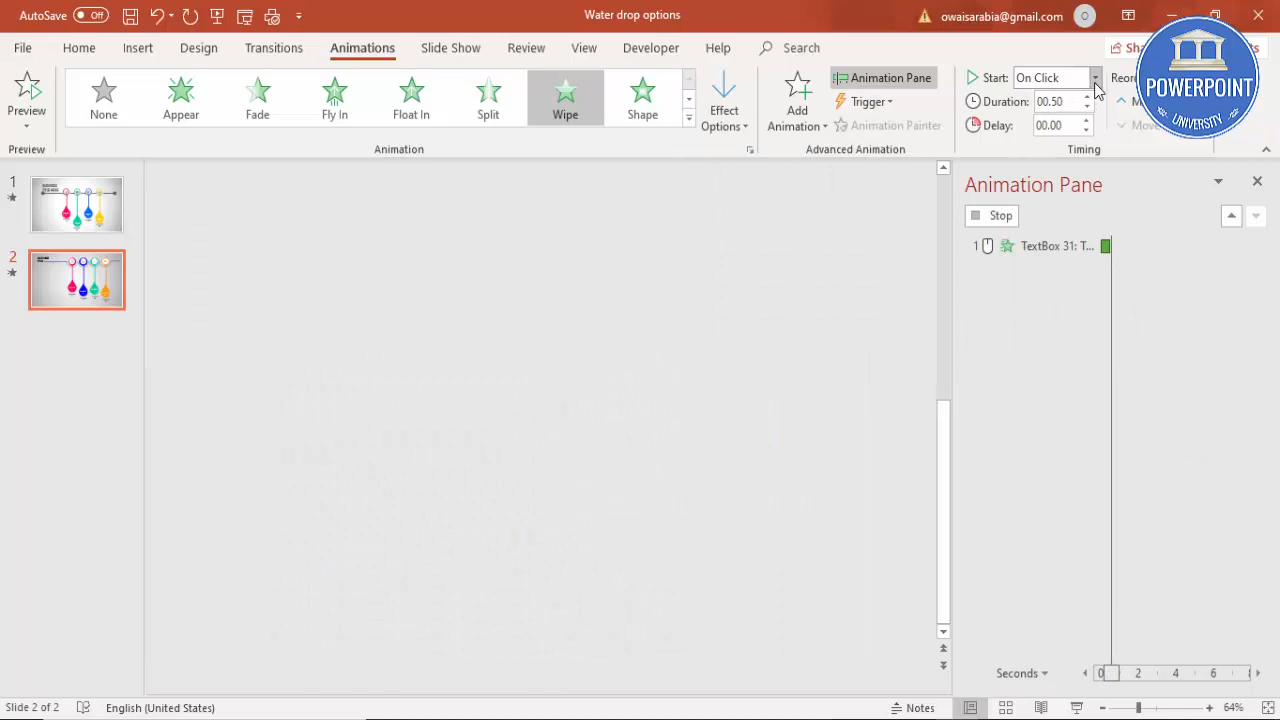 AutoSave Off Water drop options owaisarabia@gmail.com O
File Home Insert Design Transitions Animations Slide Show Review View Developer Help Search
Preview None Appear Fade Fly In Float In Split Wipe Shape Effect Options Add Animation Animation Pane Trigger Animation Painter
Start: On Click
Duration: 00.50
Delay: 00.00
Preview Animation Advanced Animation Timing
POWERPOINT
UNIVERSITY
1
2
Animation Pane
Stop
1 TextBox 31: T...
Seconds 0 2 4 6
Slide 2 of 2 English (United States) Notes 64%